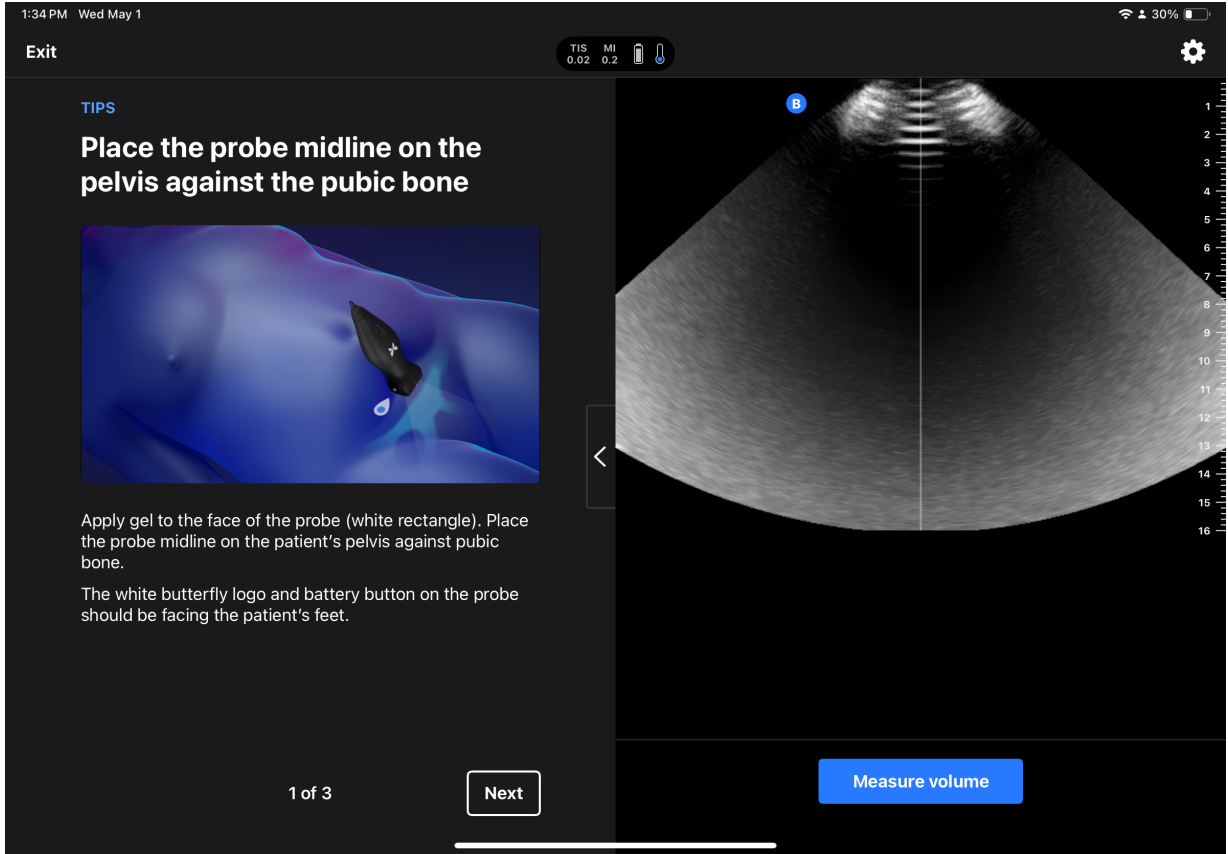 1:34 PM Wed May 1
30%
Exit
TIS MI
0.02 0.2
TIPS
Place the probe midline on the
pelvis against the pubic bone
Apply gel to the face of the probe (white rectangle). Place
the probe midline on the patient's pelvis against pubic
bone.
The white butterfly logo and battery button on the probe
should be facing the patient's feet.
1 of 3
Next
B
1
2
3
4
5
6
7
8
9
10
11
12
13
14
15
16
Measure volume